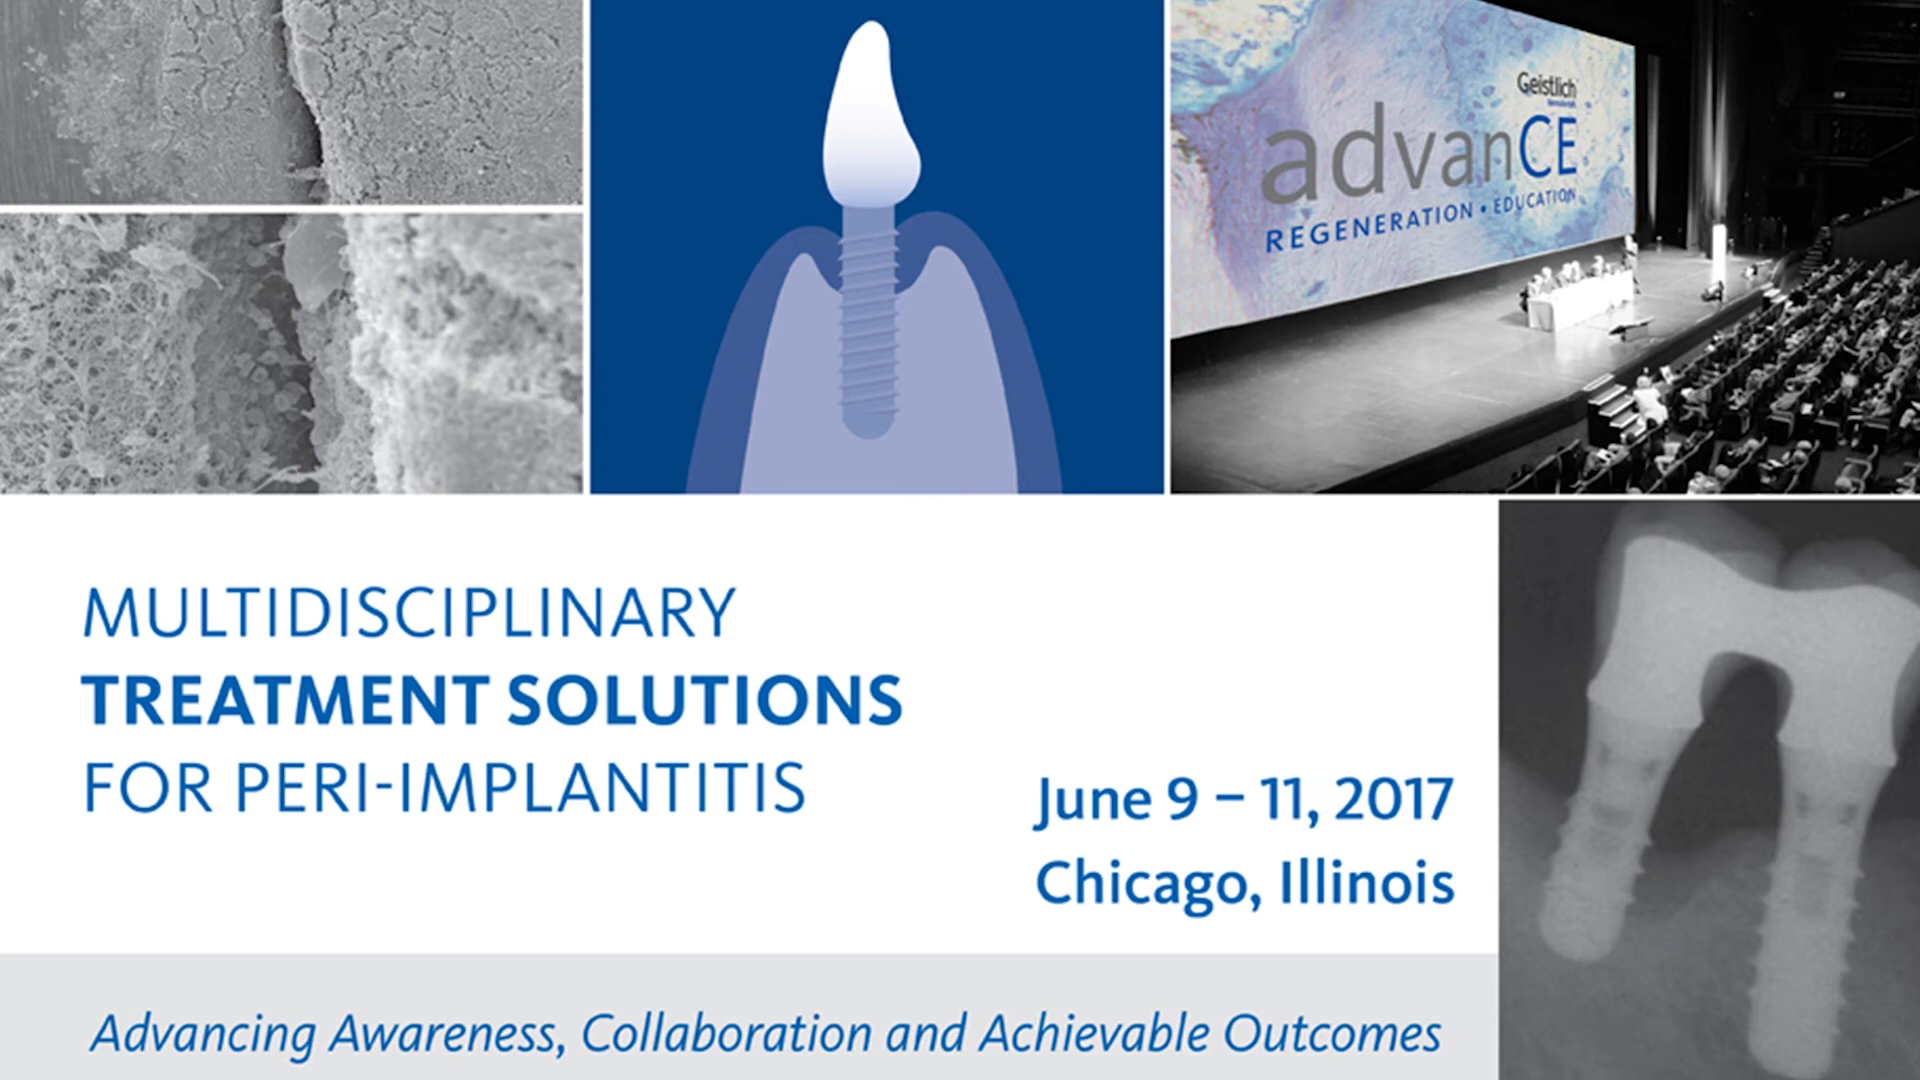 Geistlich
advanCE
REGENERATION • EDUCATION
MULTIDISCIPLINARY
TREATMENT SOLUTIONS
FOR PERI-IMPLANTITIS
June 9 – 11, 2017
Chicago, Illinois
Advancing Awareness, Collaboration and Achievable Outcomes